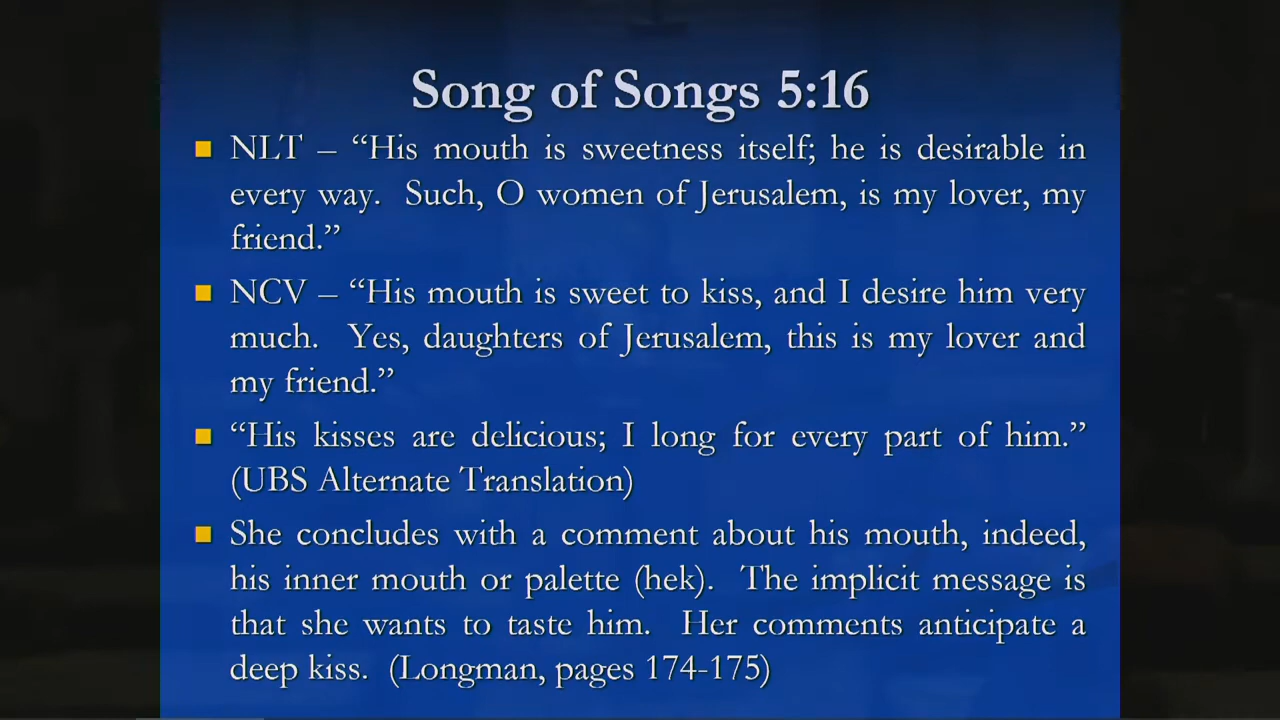 Song of Songs 5:16
NLT – “His mouth is sweetness itself; he is desirable in
every way. Such, O women of Jerusalem, is my lover, my
friend.”
NCV – “His mouth is sweet to kiss, and I desire him very
much. Yes, daughters of Jerusalem, this is my lover and
my friend.”
“His kisses are delicious; I long for every part of him.”
(UBS Alternate Translation)
She concludes with a comment about his mouth, indeed,
his inner mouth or palette (hek). The implicit message is
that she wants to taste him. Her comments anticipate a
deep kiss. (Longman, pages 174-175)